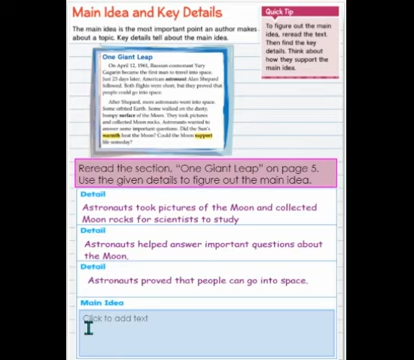 Main Idea and Key Details
The main idea is the most important point an author makes
about a topic. Key details tell about the main idea.
Quick Tip
To figure out the main
idea, reread the text.
Then find the key
details. Think about
how they support the
main idea.
One Giant Leap
On April 12, 1961, Russian cosmonaut Yury
Gagarin became the first man to travel into space.
Just 23 days later, American astronaut Alan Shepard
followed. Both flights were short, but they proved that
people could go into space.
After Shepard, more astronauts went into space.
Some orbited Earth. Some walked on the dusty,
bumpy surface of the Moon. They took pictures
and collected Moon rocks. Astronauts wanted to
answer some important questions. Did the Sun's
warmth heat the Moon? Could the Moon support
life someday?
Reread the section, "One Giant Leap" on page 5.
Use the given details to figure out the main idea.
Detail
Astronauts took pictures of the Moon and collected
Moon rocks for scientists to study
Detail
Astronauts helped answer important questions about
the Moon.
Detail
Astronauts proved that people can go into space.
Main Idea
Click to add text